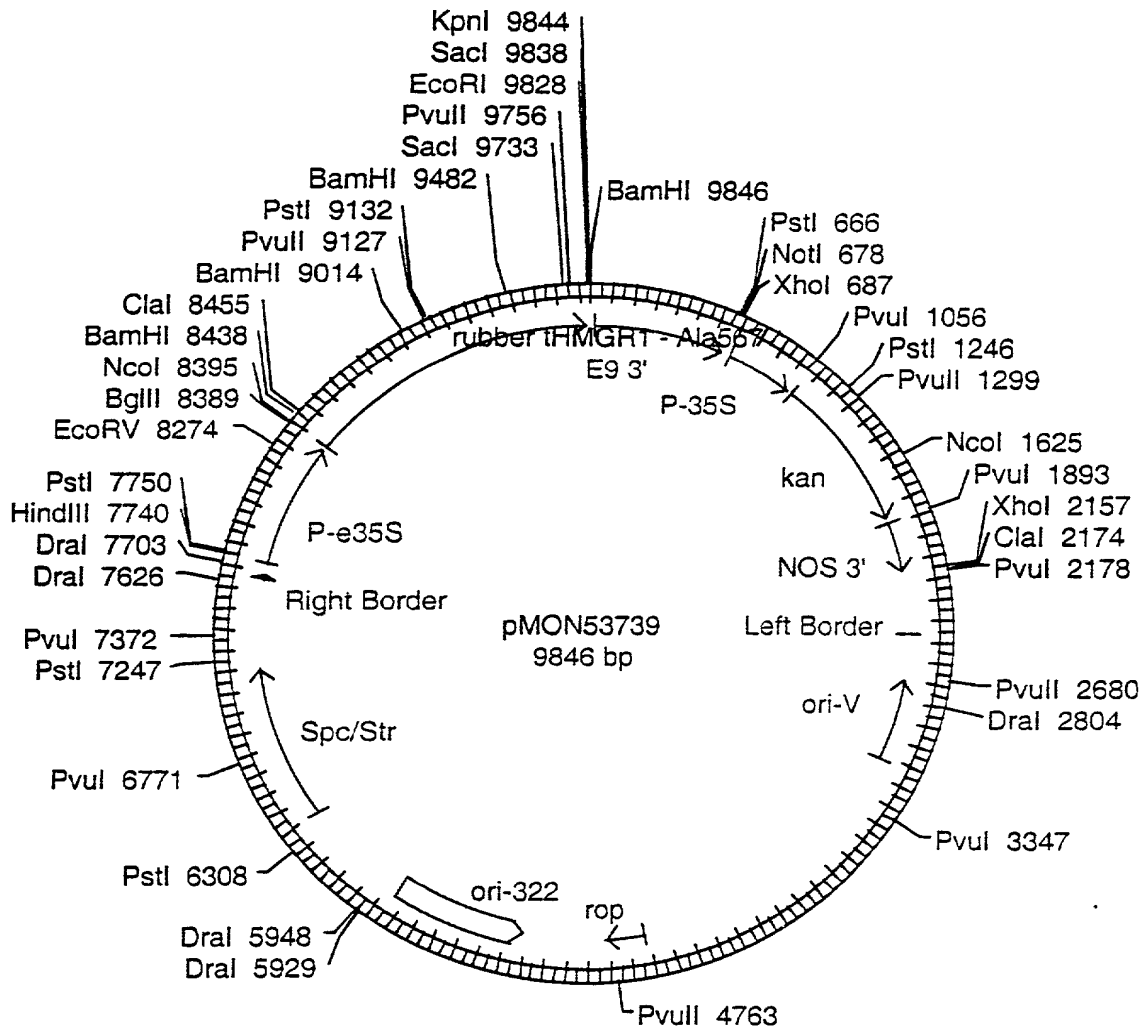 KpnI 9844
SacI 9838
EcoRI 9828
PvuII 9756
SacI 9733
BamHI 9482
PstI 9132
PvuII 9127
BamHI 9014
ClaI 8455
BamHI 8438
NcoI 8395
BglII 8389
EcoRV 8274
PstI 7750
HindIII 7740
DraI 7703
DraI 7626
PvuI 7372
PstI 7247
PvuI 6771
PstI 6308
DraI 5948
DraI 5929
BamHI 9846
PstI 666
NotI 678
XhoI 687
PvuI 1056
PstI 1246
PvuII 1299
NcoI 1625
PvuI 1893
XhoI 2157
ClaI 2174
PvuI 2178
PvuII 2680
DraI 2804
PvuI 3347
PvuII 4763
rubber tHMGR1 - Ala567
E9 3'
P-35S
kan
NOS 3'
Left Border
ori-V
rop
ori-322
Spc/Str
Right Border
P-e35S
pMON53739
9846 bp